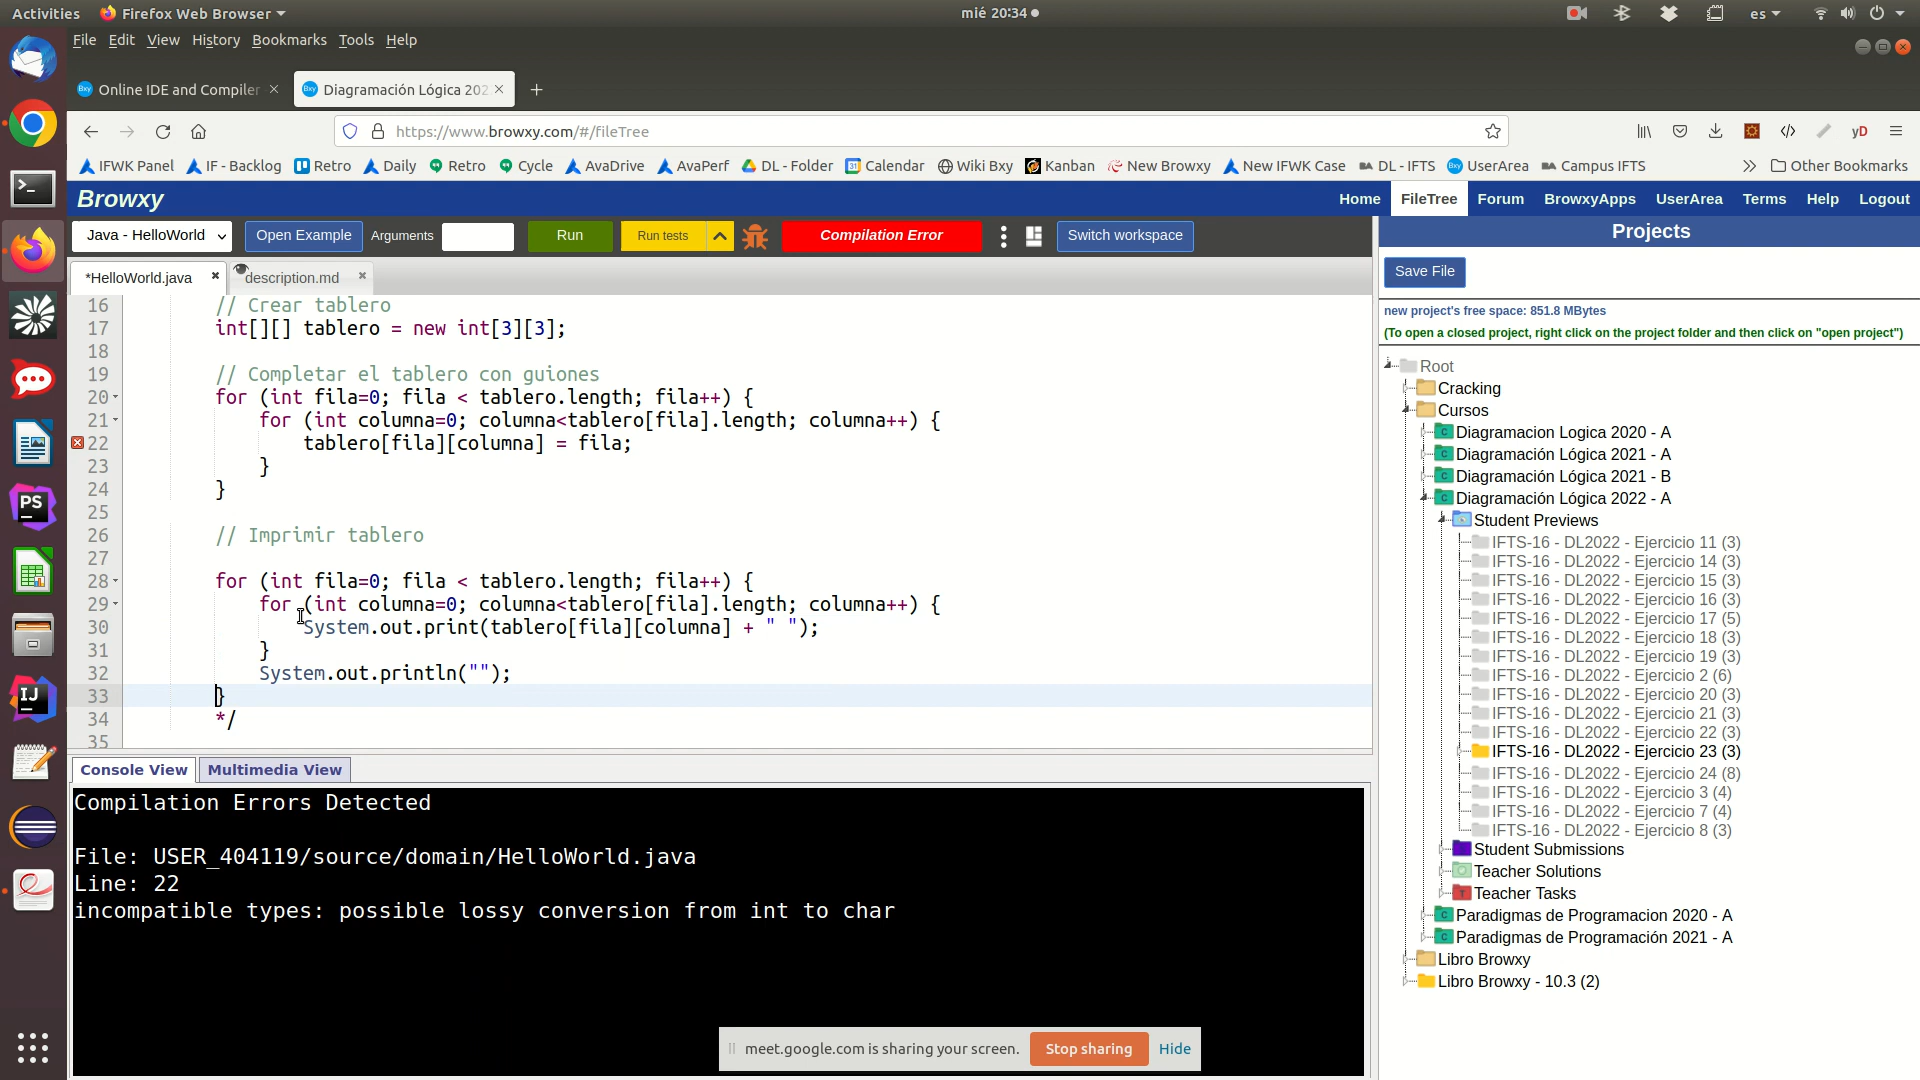 Activities
Firefox Web Browser
mié 20:34
es
File Edit View History Bookmarks Tools Help
Online IDE and Compiler
Diagramación Lógica 202
https://www.browxy.com/#/fileTree
yD
IFWK Panel IF - Backlog Retro Daily Retro Cycle AvaDrive AvaPerf DL - Folder Calendar Wiki Bxy Kanban New Browxy New IFWK Case DL - IFTS UserArea Campus IFTS Other Bookmarks
Browxy
Home FileTree Forum BrowxyApps UserArea Terms Help Logout
Java - HelloWorld
Open Example
Arguments
Run
Run tests
Compilation Error
Switch workspace
Projects
*HelloWorld.java
description.md
Save File
new project's free space: 851.8 MBytes
(To open a closed project, right click on the project folder and then click on "open project")
16 // Crear tablero
17 int[][] tablero = new int[3][3];
18
19 // Completar el tablero con guiones
20 for (int fila=0; fila < tablero.length; fila++) {
21 for (int columna=0; columna<tablero[fila].length; columna++) {
22 tablero[fila][columna] = fila;
23 }
24 }
25
26 // Imprimir tablero
27
28 for (int fila=0; fila < tablero.length; fila++) {
29 for (int columna=0; columna<tablero[fila].length; columna++) {
30 System.out.print(tablero[fila][columna] + " ");
31 }
32 System.out.println("");
33 }
34 */
35
Root
Cracking
Cursos
Diagramacion Logica 2020 - A
Diagramación Lógica 2021 - A
Diagramación Lógica 2021 - B
Diagramación Lógica 2022 - A
Student Previews
IFTS-16 - DL2022 - Ejercicio 11 (3)
IFTS-16 - DL2022 - Ejercicio 14 (3)
IFTS-16 - DL2022 - Ejercicio 15 (3)
IFTS-16 - DL2022 - Ejercicio 16 (3)
IFTS-16 - DL2022 - Ejercicio 17 (5)
IFTS-16 - DL2022 - Ejercicio 18 (3)
IFTS-16 - DL2022 - Ejercicio 19 (3)
IFTS-16 - DL2022 - Ejercicio 2 (6)
IFTS-16 - DL2022 - Ejercicio 20 (3)
IFTS-16 - DL2022 - Ejercicio 21 (3)
IFTS-16 - DL2022 - Ejercicio 22 (3)
IFTS-16 - DL2022 - Ejercicio 23 (3)
IFTS-16 - DL2022 - Ejercicio 24 (8)
IFTS-16 - DL2022 - Ejercicio 3 (4)
IFTS-16 - DL2022 - Ejercicio 7 (4)
IFTS-16 - DL2022 - Ejercicio 8 (3)
Student Submissions
Teacher Solutions
Teacher Tasks
Paradigmas de Programacion 2020 - A
Paradigmas de Programación 2021 - A
Libro Browxy
Libro Browxy - 10.3 (2)
Console View
Multimedia View
Compilation Errors Detected
File: USER_404119/source/domain/HelloWorld.java
Line: 22
incompatible types: possible lossy conversion from int to char
meet.google.com is sharing your screen.
Stop sharing
Hide
PS
IJ